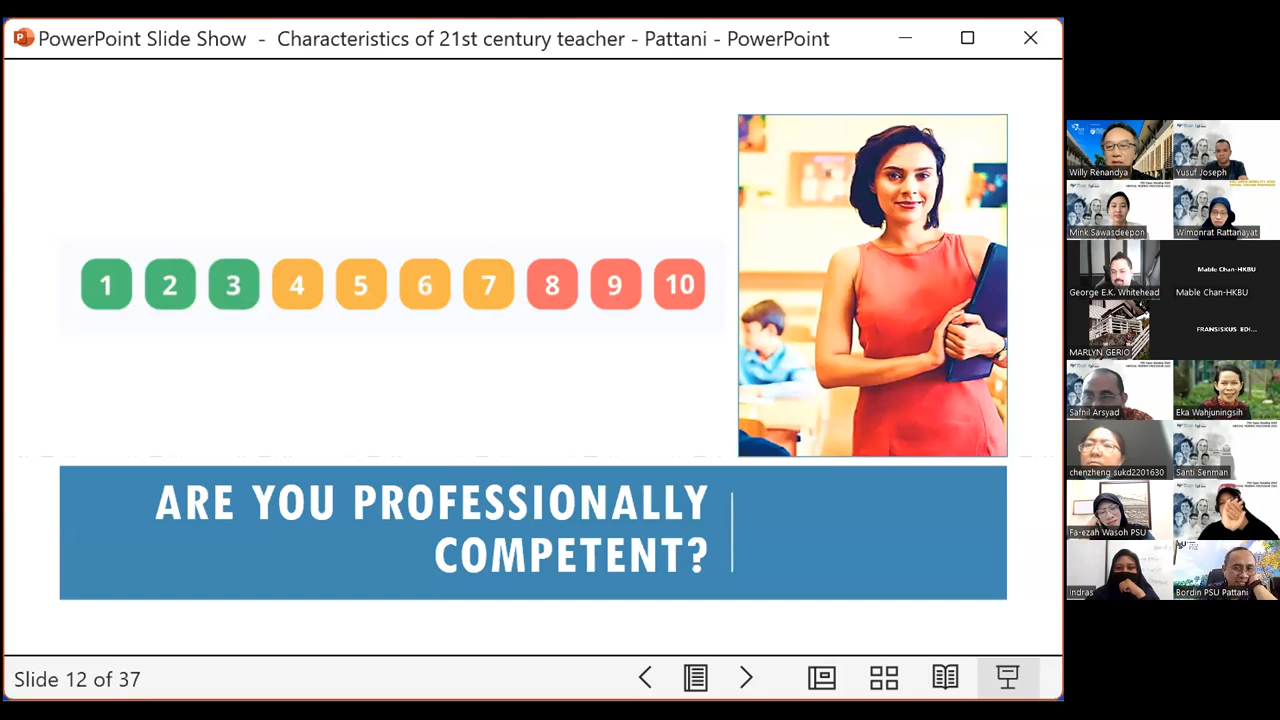 PowerPoint Slide Show - Characteristics of 21st century teacher - Pattani - PowerPoint
1 2 3 4 5 6 7 8 9 10
ARE YOU PROFESSIONALLY
COMPETENT?
Slide 12 of 37
Willy Renandya
Yusuf Joseph
Mink Sawasdeepon
Wimonrat Rattanayat
George E.K. Whitehead
Mable Chan-HKBU
Mable Chan-HKBU
MARLYN GERIO
FRANSISKUS EDI...
Safnil Arsyad
Eka Wahjuningsih
chenzheng sukd2201630
Santi Senman
Fa-ezah Wasoh PSU
Indras
Bordin PSU Pattani